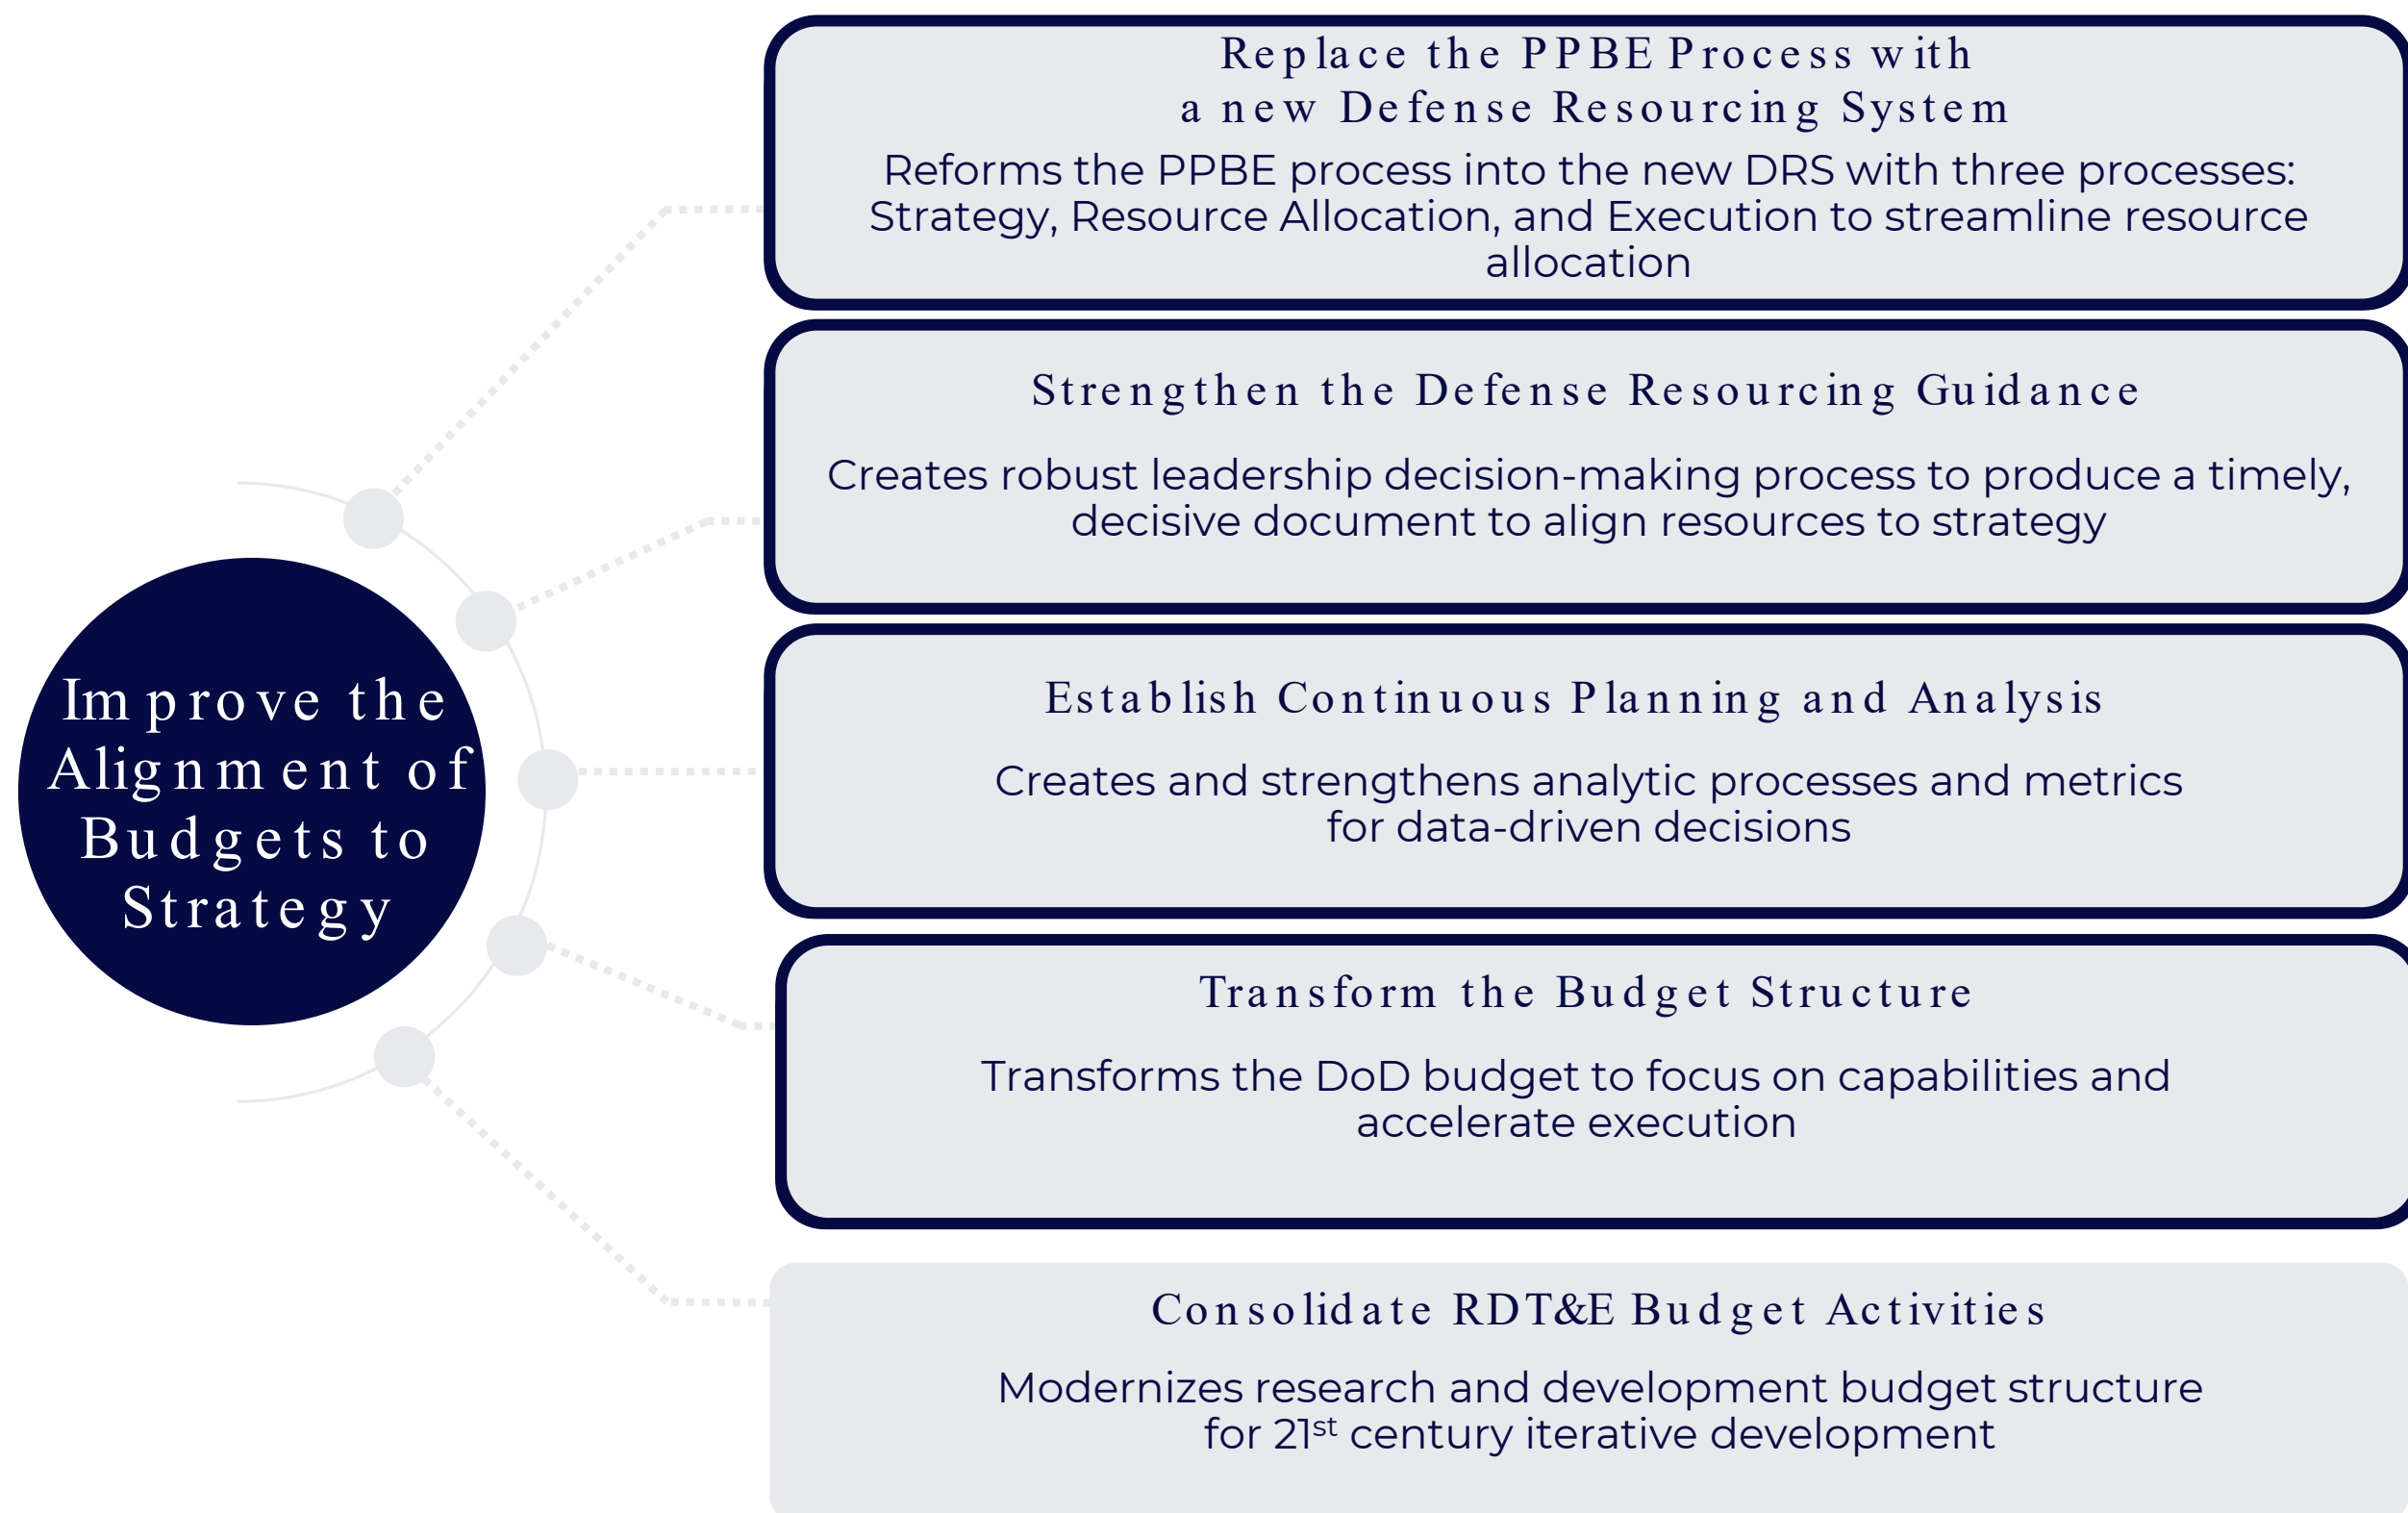 Improve the
Alignment of
Budgets to
Strategy
Replace the PPBE Process with
a new Defense Resourcing System
Reforms the PPBE process into the new DRS with three processes:
Strategy, Resource Allocation, and Execution to streamline resource
allocation
Strengthen the Defense Resourcing Guidance
Creates robust leadership decision-making process to produce a timely,
decisive document to align resources to strategy
Establish Continuous Planning and Analysis
Creates and strengthens analytic processes and metrics
for data-driven decisions
Transform the Budget Structure
Transforms the DoD budget to focus on capabilities and
accelerate execution
Consolidate RDT&E Budget Activities
Modernizes research and development budget structure
for 21st century iterative development